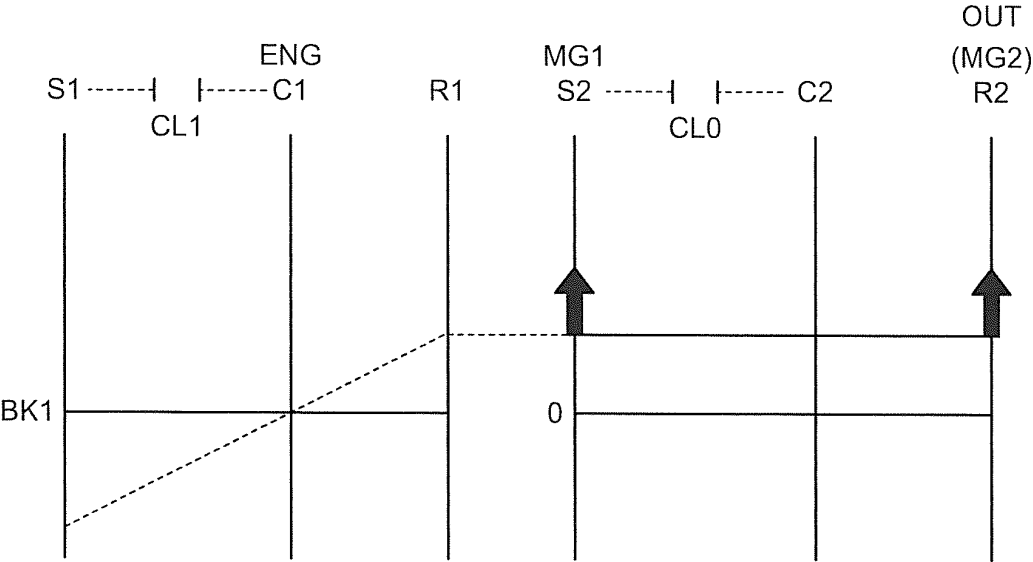 OUT
ENG MG1 (MG2)
S1 C1 R1 S2 C2 R2
CL1 CL0
BK1 0